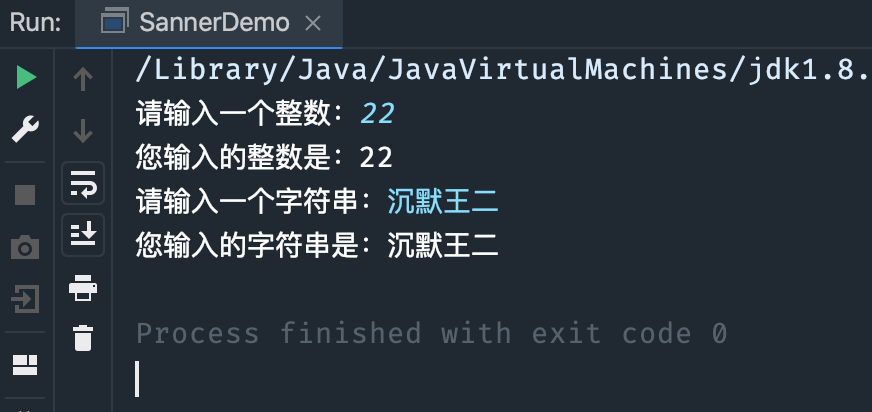 Run: SannerDemo
/Library/Java/JavaVirtualMachines/jdk1.8.
请输入一个整数：22
您输入的整数是：22
请输入一个字符串：沉默王二
您输入的字符串是：沉默王二
Process finished with exit code 0